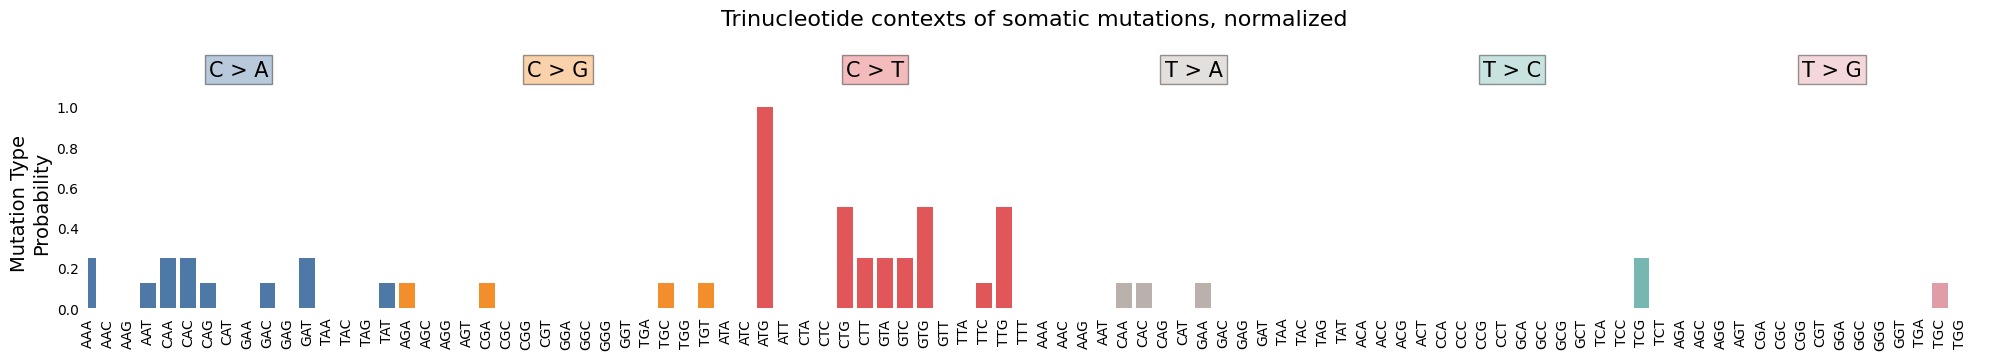 Trinucleotide contexts of somatic mutations, normalized
C > A
C > G
C > T
T > A
T > C
T > G
Mutation Type
Probability
1.0
0.8
0.6
0.4
0.2
0.0
AAA AAC AAG AAT CAA CAC CAG CAT GAA GAC GAG GAT TAA TAC TAG TAT AGA AGC AGG AGT CGA CGC CGG CGT GGA GGC GGG GGT TGA TGC TGG TGT ATA ATC ATG ATT CTA CTC CTG CTT GTA GTC GTG GTT TTA TTC TTG TTT AAA AAC AAG AAT CAA CAC CAG CAT GAA GAC GAG GAT TAA TAC TAG TAT ACA ACC ACG ACT CCA CCC CCG CCT GCA GCC GCG GCT TCA TCC TCG TCT AGA AGC AGG AGT CGA CGC CGG CGT GGA GGC GGG GGT TGA TGC TGG